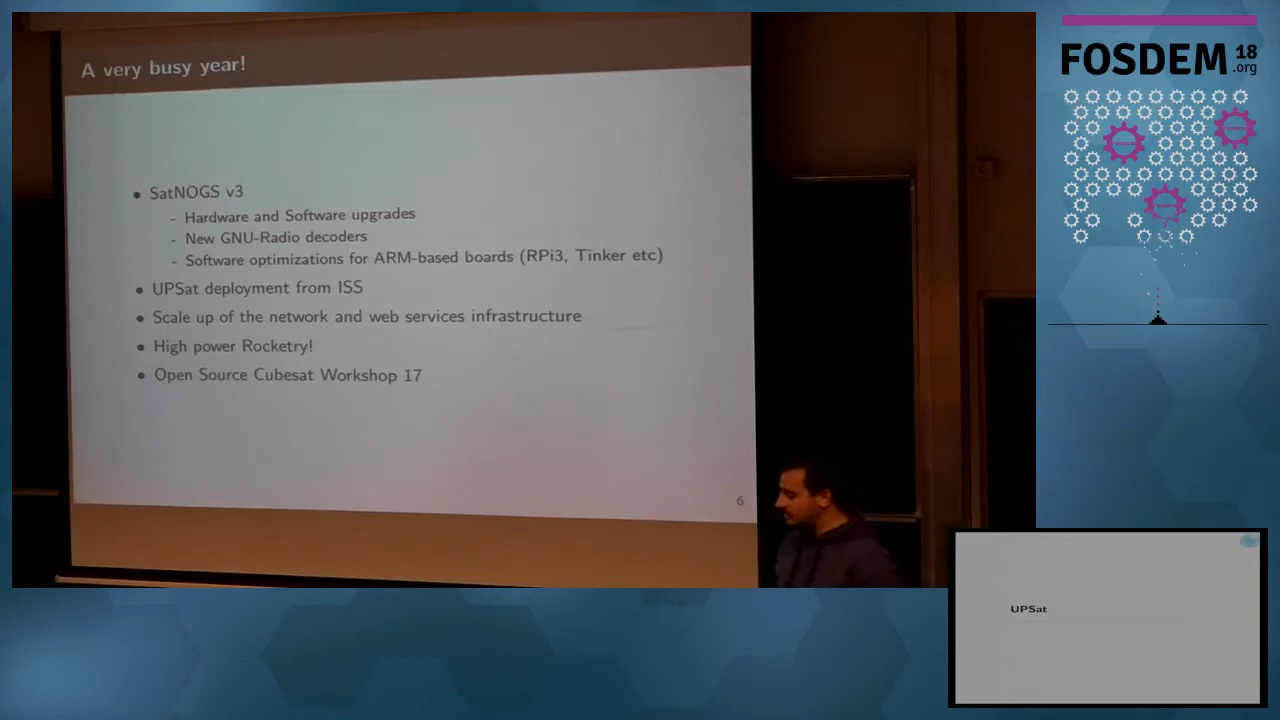 A very busy year!
• SatNOGS v3
- Hardware and Software upgrades
- New GNU-Radio decoders
- Software optimizations for ARM-based boards (RPi3, Tinker etc)
• UPSat deployment from ISS
• Scale up of the network and web services infrastructure
• High power Rocketry!
• Open Source Cubesat Workshop 17
6
FOSDEM 18
.org
UPSat